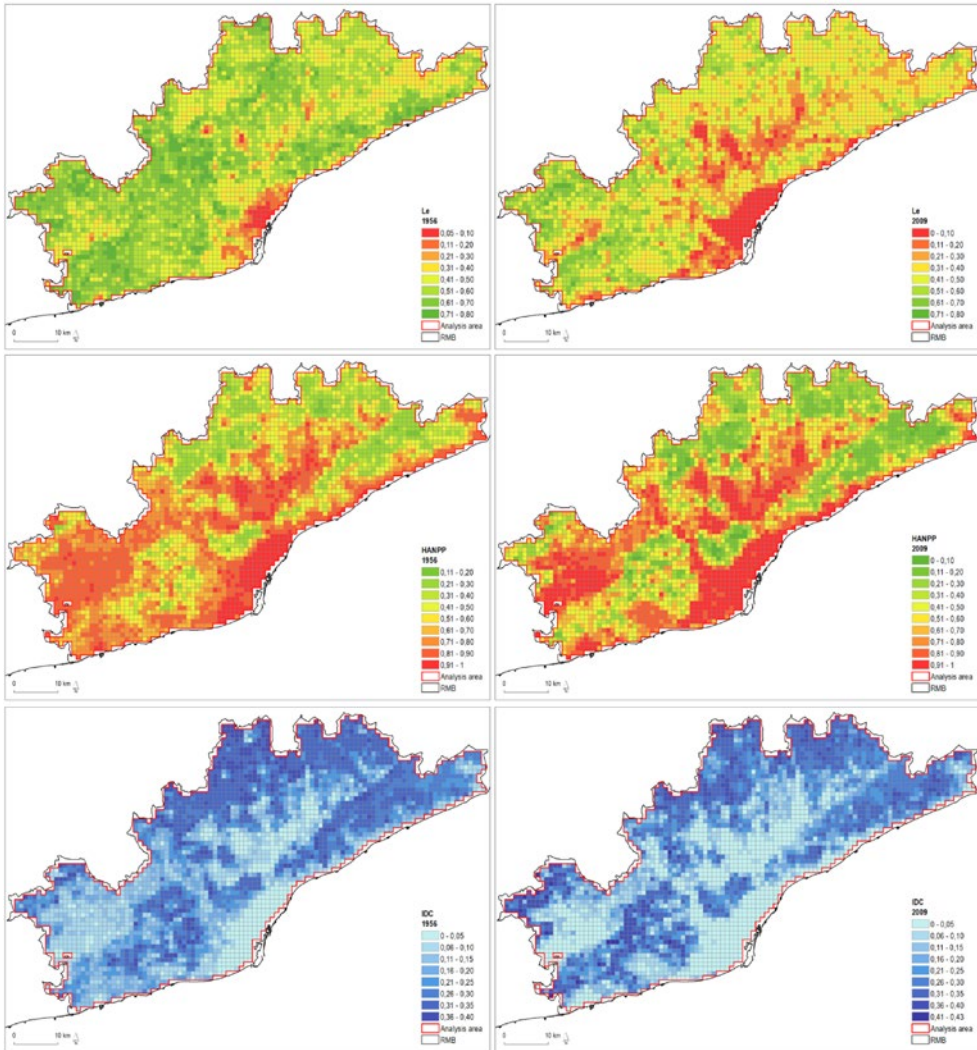 Le
1956
0,05 - 0,10
0,11 - 0,20
0,21 - 0,30
0,31 - 0,40
0,41 - 0,50
0,51 - 0,60
0,61 - 0,70
0,71 - 0,80
Analysis area
RMB
0 10 km
Le
2009
0 - 0,10
0,11 - 0,20
0,21 - 0,30
0,31 - 0,40
0,41 - 0,50
0,51 - 0,60
0,61 - 0,70
0,71 - 0,80
Analysis area
RMB
0 10 km
HANPP
1956
0,11 - 0,20
0,21 - 0,30
0,31 - 0,40
0,41 - 0,50
0,51 - 0,60
0,61 - 0,70
0,71 - 0,80
0,81 - 0,90
0,91 - 1
Analysis area
RMB
0 10 km
HANPP
2009
0 - 0,10
0,11 - 0,20
0,21 - 0,30
0,31 - 0,40
0,41 - 0,50
0,51 - 0,60
0,61 - 0,70
0,71 - 0,80
0,81 - 0,90
0,91 - 1
Analysis area
RMB
0 10 km
IDC
1956
0 - 0,05
0,06 - 0,10
0,11 - 0,15
0,16 - 0,20
0,21 - 0,25
0,26 - 0,30
0,31 - 0,35
0,36 - 0,40
Analysis area
RMB
0 10 km
IDC
2009
0 - 0,05
0,06 - 0,10
0,11 - 0,15
0,16 - 0,20
0,21 - 0,25
0,26 - 0,30
0,31 - 0,35
0,36 - 0,40
0,41 - 0,43
Analysis area
RMB
0 10 km